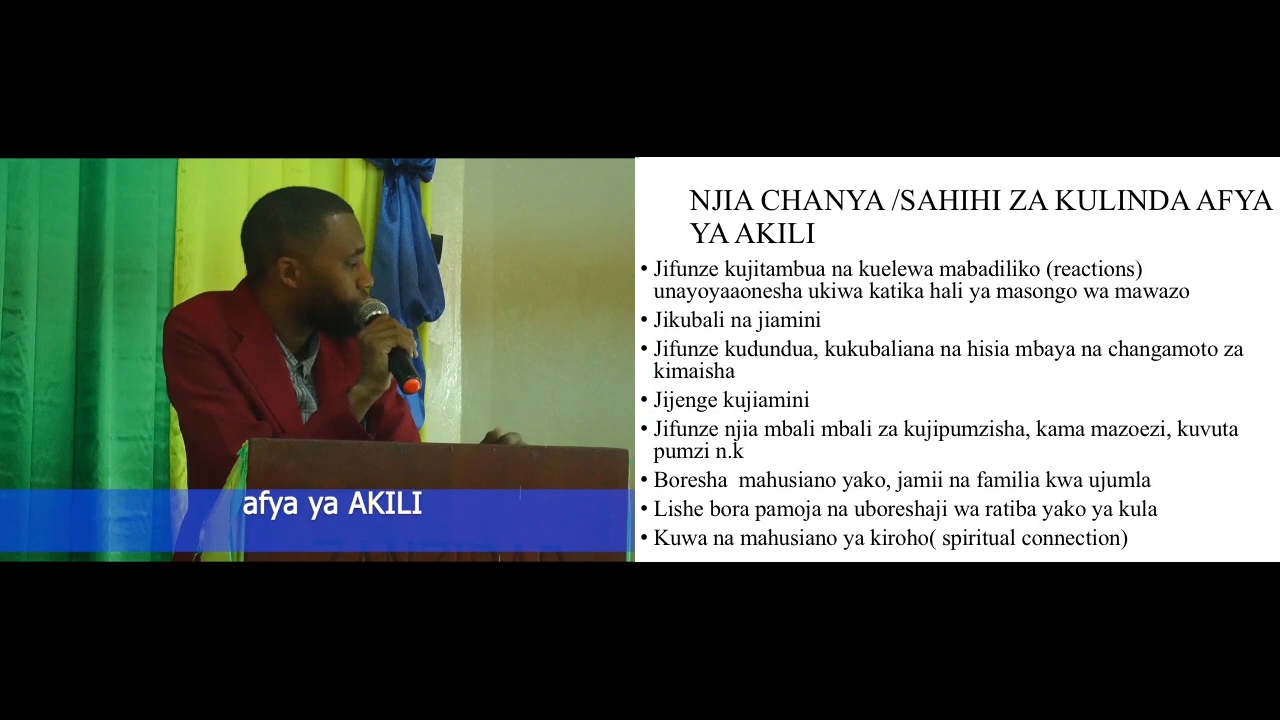 NJIA CHANYA /SAHIHI ZA KULINDA AFYA
YA AKILI
• Jifunze kujitambua na kuelewa mabadiliko (reactions)
unayoyaaonesha ukiwa katika hali ya masongo wa mawazo
• Jikubali na jiamini
• Jifunze kudundua, kukubaliana na hisia mbaya na changamoto za
kimaisha
• Jijenge kujiamini
• Jifunze njia mbali mbali za kujipumzisha, kama mazoezi, kuvuta
pumzi n.k
• Boresha  mahusiano yako, jamii na familia kwa ujumla
• Lishe bora pamoja na uboreshaji wa ratiba yako ya kula
• Kuwa na mahusiano ya kiroho( spiritual connection)
afya ya AKILI